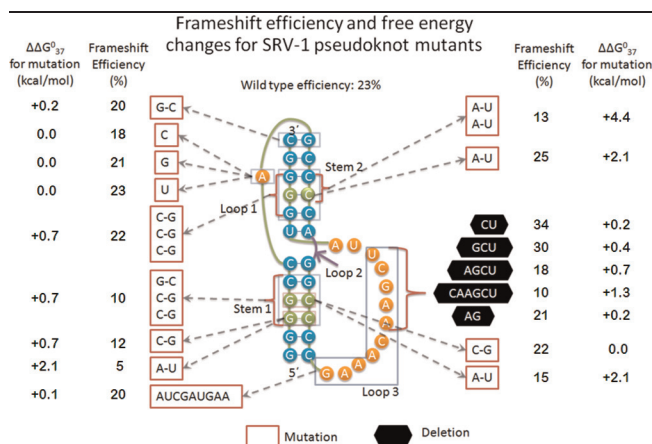 Frameshift efficiency and free energy
changes for SRV-1 pseudoknot mutants
ΔΔG⁰37 Frameshift
for mutation Efficiency
(kcal/mol) (%)
Frameshift ΔΔG⁰37
Efficiency for mutation
(%) (kcal/mol)
Wild type efficiency: 23%
+0.2 20 G-C
0.0 18 C
0.0 21 G
0.0 23 U
+0.7 22 C-G
C-G
C-G
+0.7 10 G-C
C-G
C-G
+0.7 12 C-G
+2.1 5 A-U
+0.1 20 AUCGAUGAA
3'
C G
G C
A G C
G C
G C
U A
Stem 2
Loop 1
A U U C G A A C A A A G
Loop 2
C G
C G
G C
G C
G C
G C
Stem 1
5'
Loop 3
A-U
A-U 13 +4.4
A-U 25 +2.1
CU 34 +0.2
GCU 30 +0.4
AGCU 18 +0.7
CAAGCU 10 +1.3
AG 21 +0.2
C-G 22 0.0
A-U 15 +2.1
Mutation Deletion